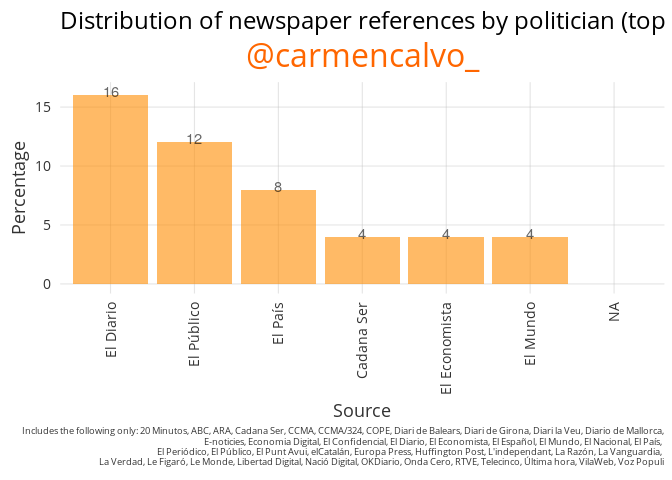 Distribution of newspaper references by politician (top
@carmencalvo_
Percentage
15
10
5
0
16
12
8
4
4
4
El Diario
El Público
El País
Cadana Ser
El Economista
El Mundo
NA
Source
Includes the following only: 20 Minutos, ABC, ARA, Cadana Ser, CCMA, CCMA/324, COPE, Diari de Balears, Diari de Girona, Diari la Veu, Diario de Mallorca,
E-noticies, Economia Digital, El Confidencial, El Diario, El Economista, El Español, El Mundo, El Nacional, El País,
El Periódico, El Público, El Punt Avui, elCatalán, Europa Press, Huffington Post, L'independant, La Razón, La Vanguardia,
La Verdad, Le Figaró, Le Monde, Libertad Digital, Nació Digital, OKDiario, Onda Cero, RTVE, Telecinco, Última hora, VilaWeb, Voz Populi